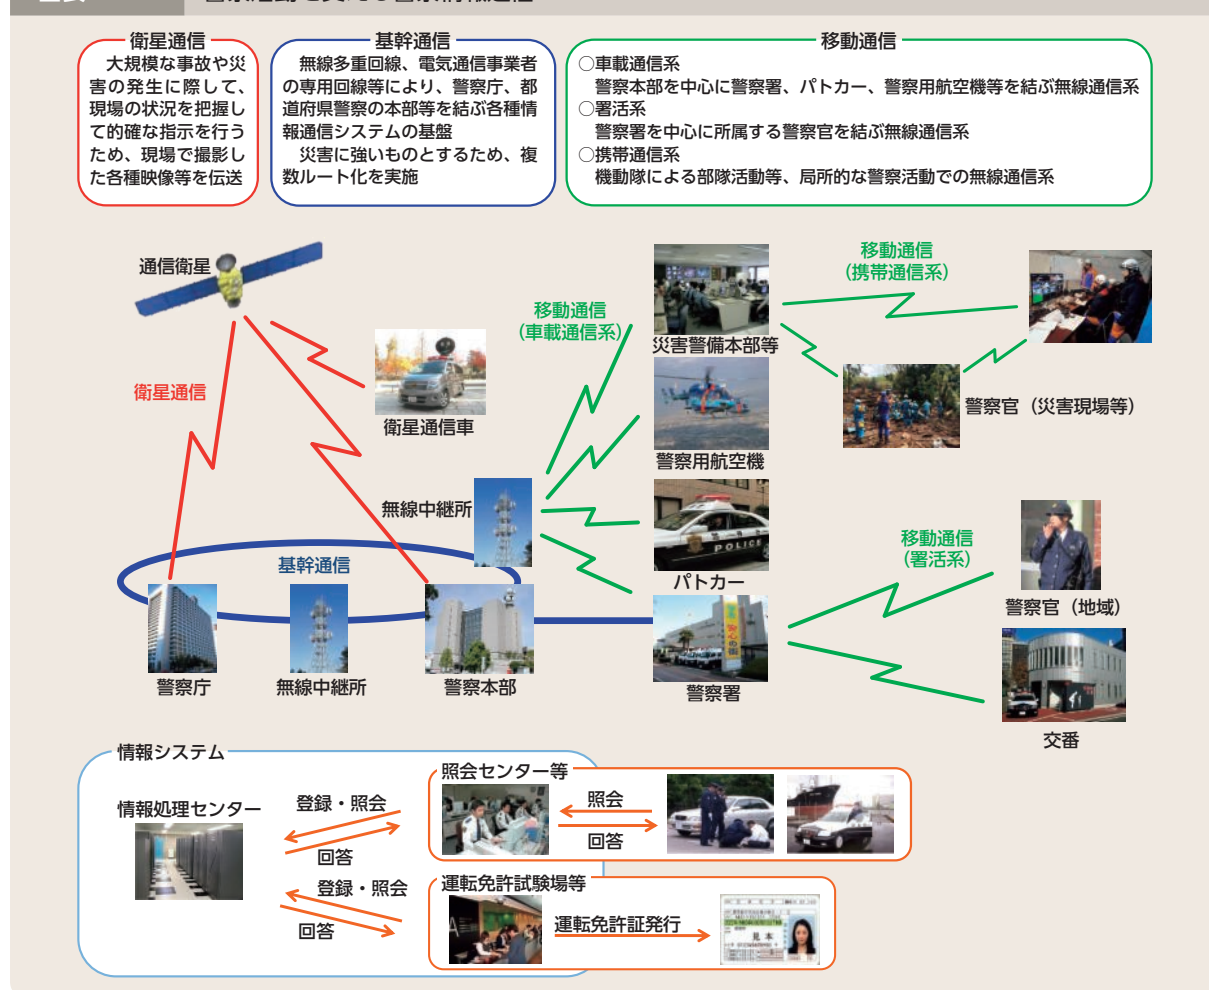 衛星通信
大規模な事故や災
害の発生に際して、
現場の状況を把握し
て的確な指示を行う
ため、現場で撮影し
た各種映像等を伝送
基幹通信
無線多重回線、電気通信事業者
の専用回線等により、警察庁、都
道府県警察の本部等を結ぶ各種情
報通信システムの基盤
災害に強いものとするため、複
数ルート化を実施
移動通信
○車載通信系
警察本部を中心に警察署、パトカー、警察用航空機等を結ぶ無線通信系
○署活系
警察署を中心に所属する警察官を結ぶ無線通信系
○携帯通信系
機動隊による部隊活動等、局所的な警察活動での無線通信系
通信衛星
衛星通信
衛星通信車
移動通信
(車載通信系)
災害警備本部等
移動通信
(携帯通信系)
警察官（災害現場等）
警察用航空機
無線中継所
POLICE
パトカー
移動通信
(署活系)
警察官（地域）
基幹通信
警察庁
無線中継所
警察本部
安心の街
警察署
交番
情報システム
情報処理センター
登録・照会
回答
照会センター等
照会
回答
登録・照会
回答
運転免許試験場等
運転免許証発行
見本